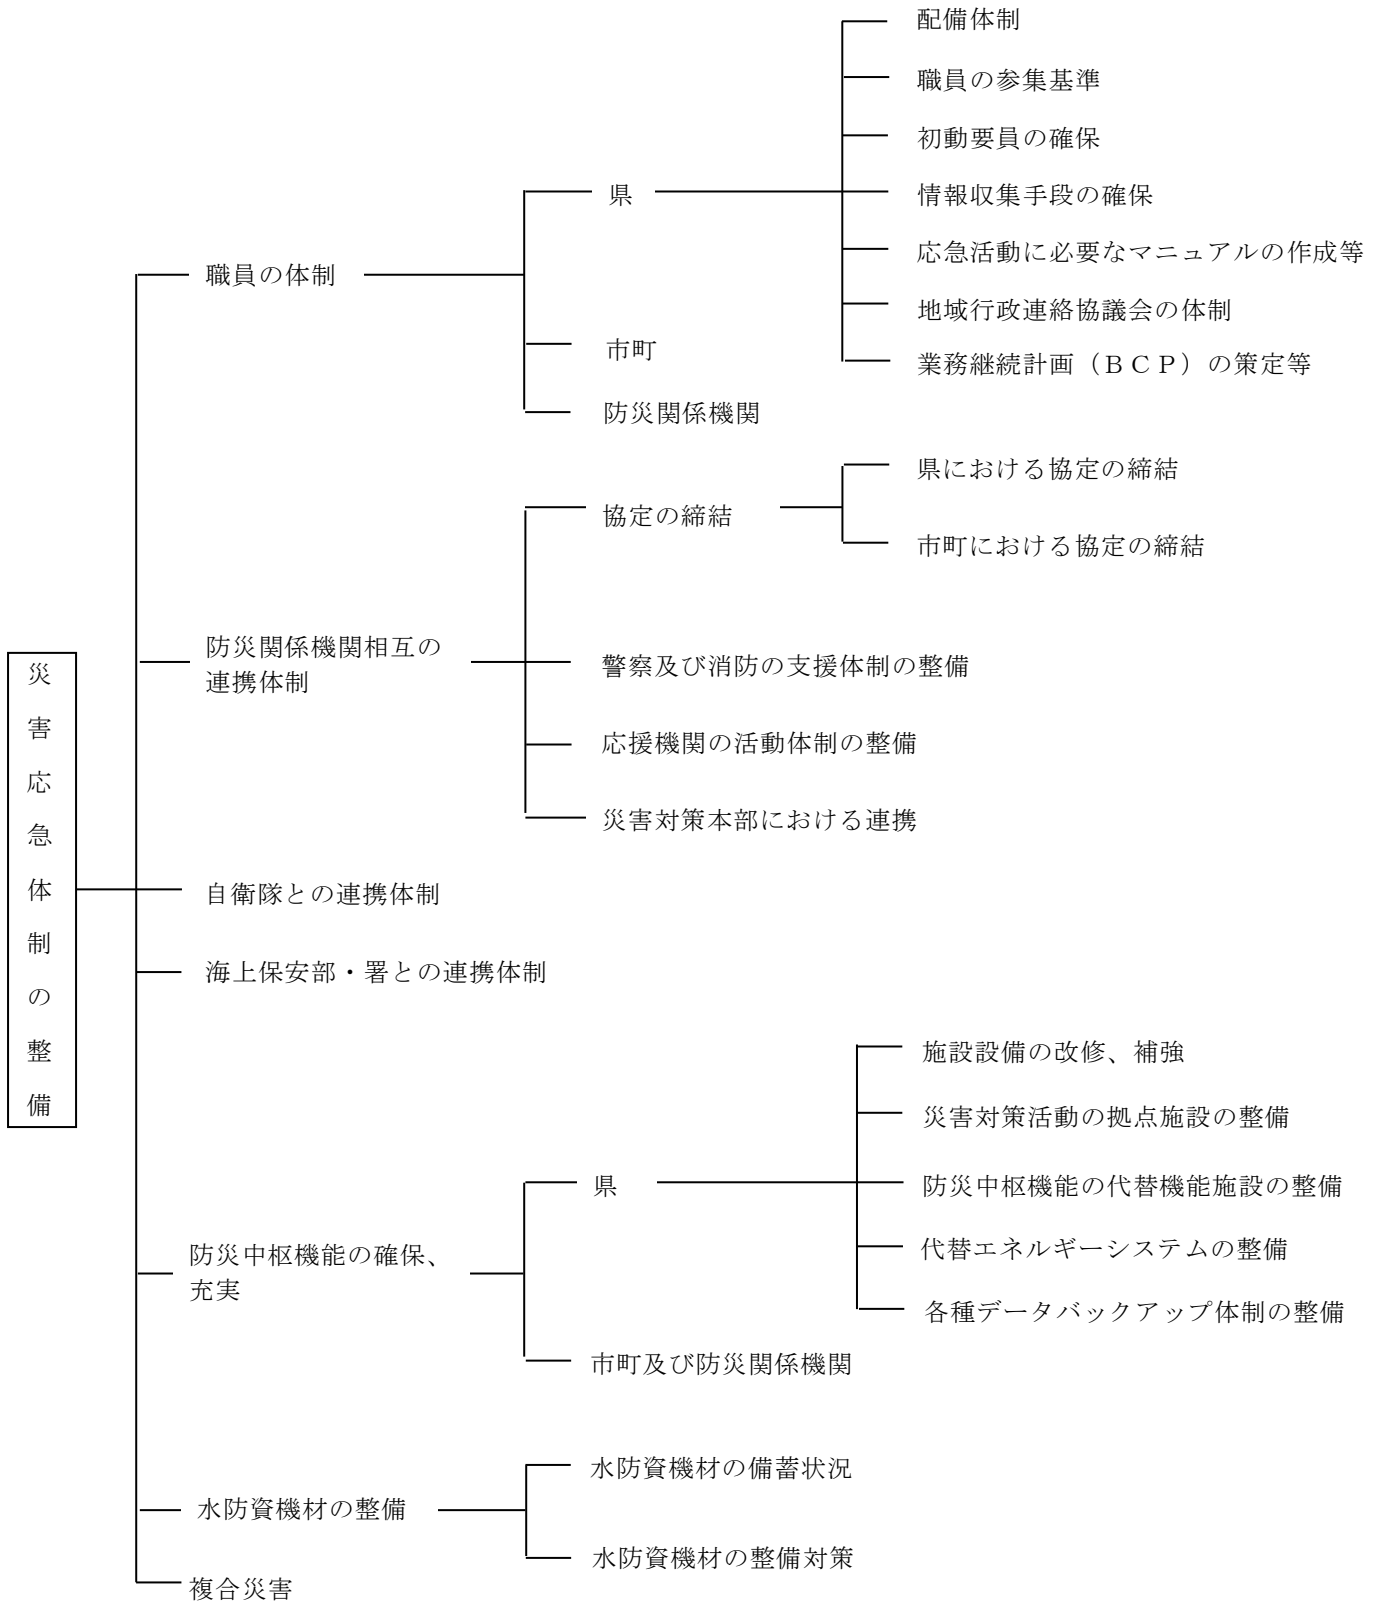 災害応急体制の整備
職員の体制
県
配備体制
職員の参集基準
初動要員の確保
情報収集手段の確保
応急活動に必要なマニュアルの作成等
地域行政連絡協議会の体制
業務継続計画（ＢＣＰ）の策定等
市町
防災関係機関
防災関係機関相互の
連携体制
協定の締結
県における協定の締結
市町における協定の締結
警察及び消防の支援体制の整備
応援機関の活動体制の整備
災害対策本部における連携
自衛隊との連携体制
海上保安部・署との連携体制
防災中枢機能の確保、
充実
県
施設設備の改修、補強
災害対策活動の拠点施設の整備
防災中枢機能の代替機能施設の整備
代替エネルギーシステムの整備
各種データバックアップ体制の整備
市町及び防災関係機関
水防資機材の整備
水防資機材の備蓄状況
水防資機材の整備対策
複合災害